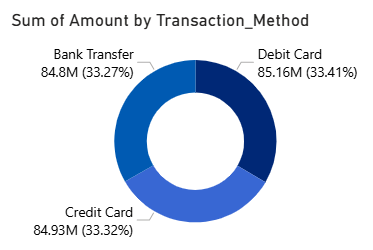 Sum of Amount by Transaction_Method
Bank Transfer
84.8M (33.27%)
Debit Card
85.16M (33.41%)
Credit Card
84.93M (33.32%)